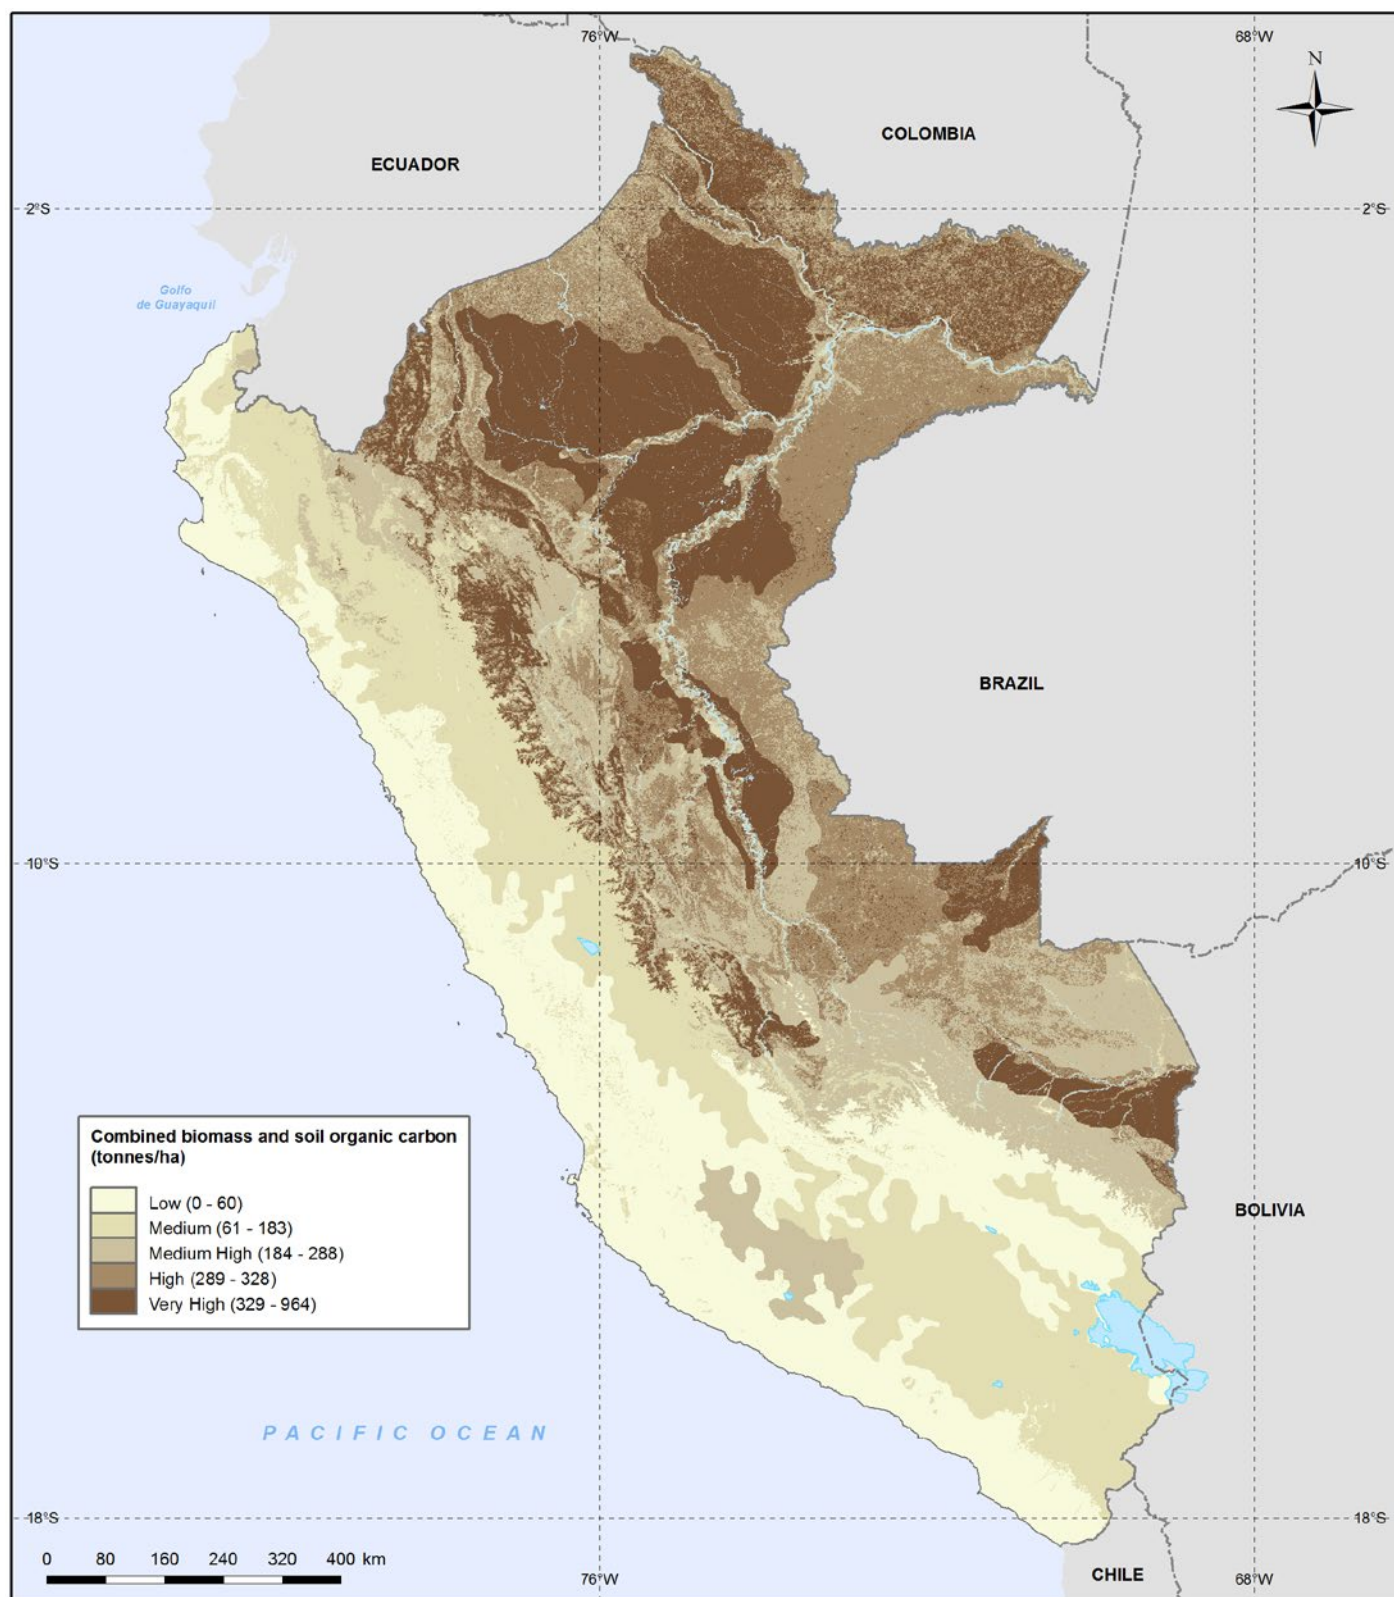 76°W
68°W
N
COLOMBIA
ECUADOR
2°S
2°S
Golfo
de Guayaquil
BRAZIL
10°S
10°S
Combined biomass and soil organic carbon
(tonnes/ha)
Low (0 - 60)
Medium (61 - 183)
Medium High (184 - 288)
High (289 - 328)
Very High (329 - 964)
BOLIVIA
PACIFIC OCEAN
18°S
18°S
0 80 160 240 320 400 km
76°W
CHILE
68°W